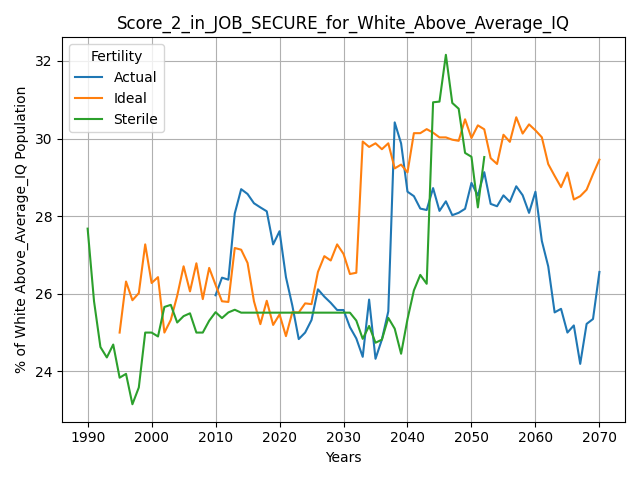 Score_2_in_JOB_SECURE_for_White_Above_Average_IQ
% of White Above_Average_IQ Population
Fertility
Actual
Ideal
Sterile
32
30
28
26
24
1990 2000 2010 2020 2030 2040 2050 2060 2070
Years